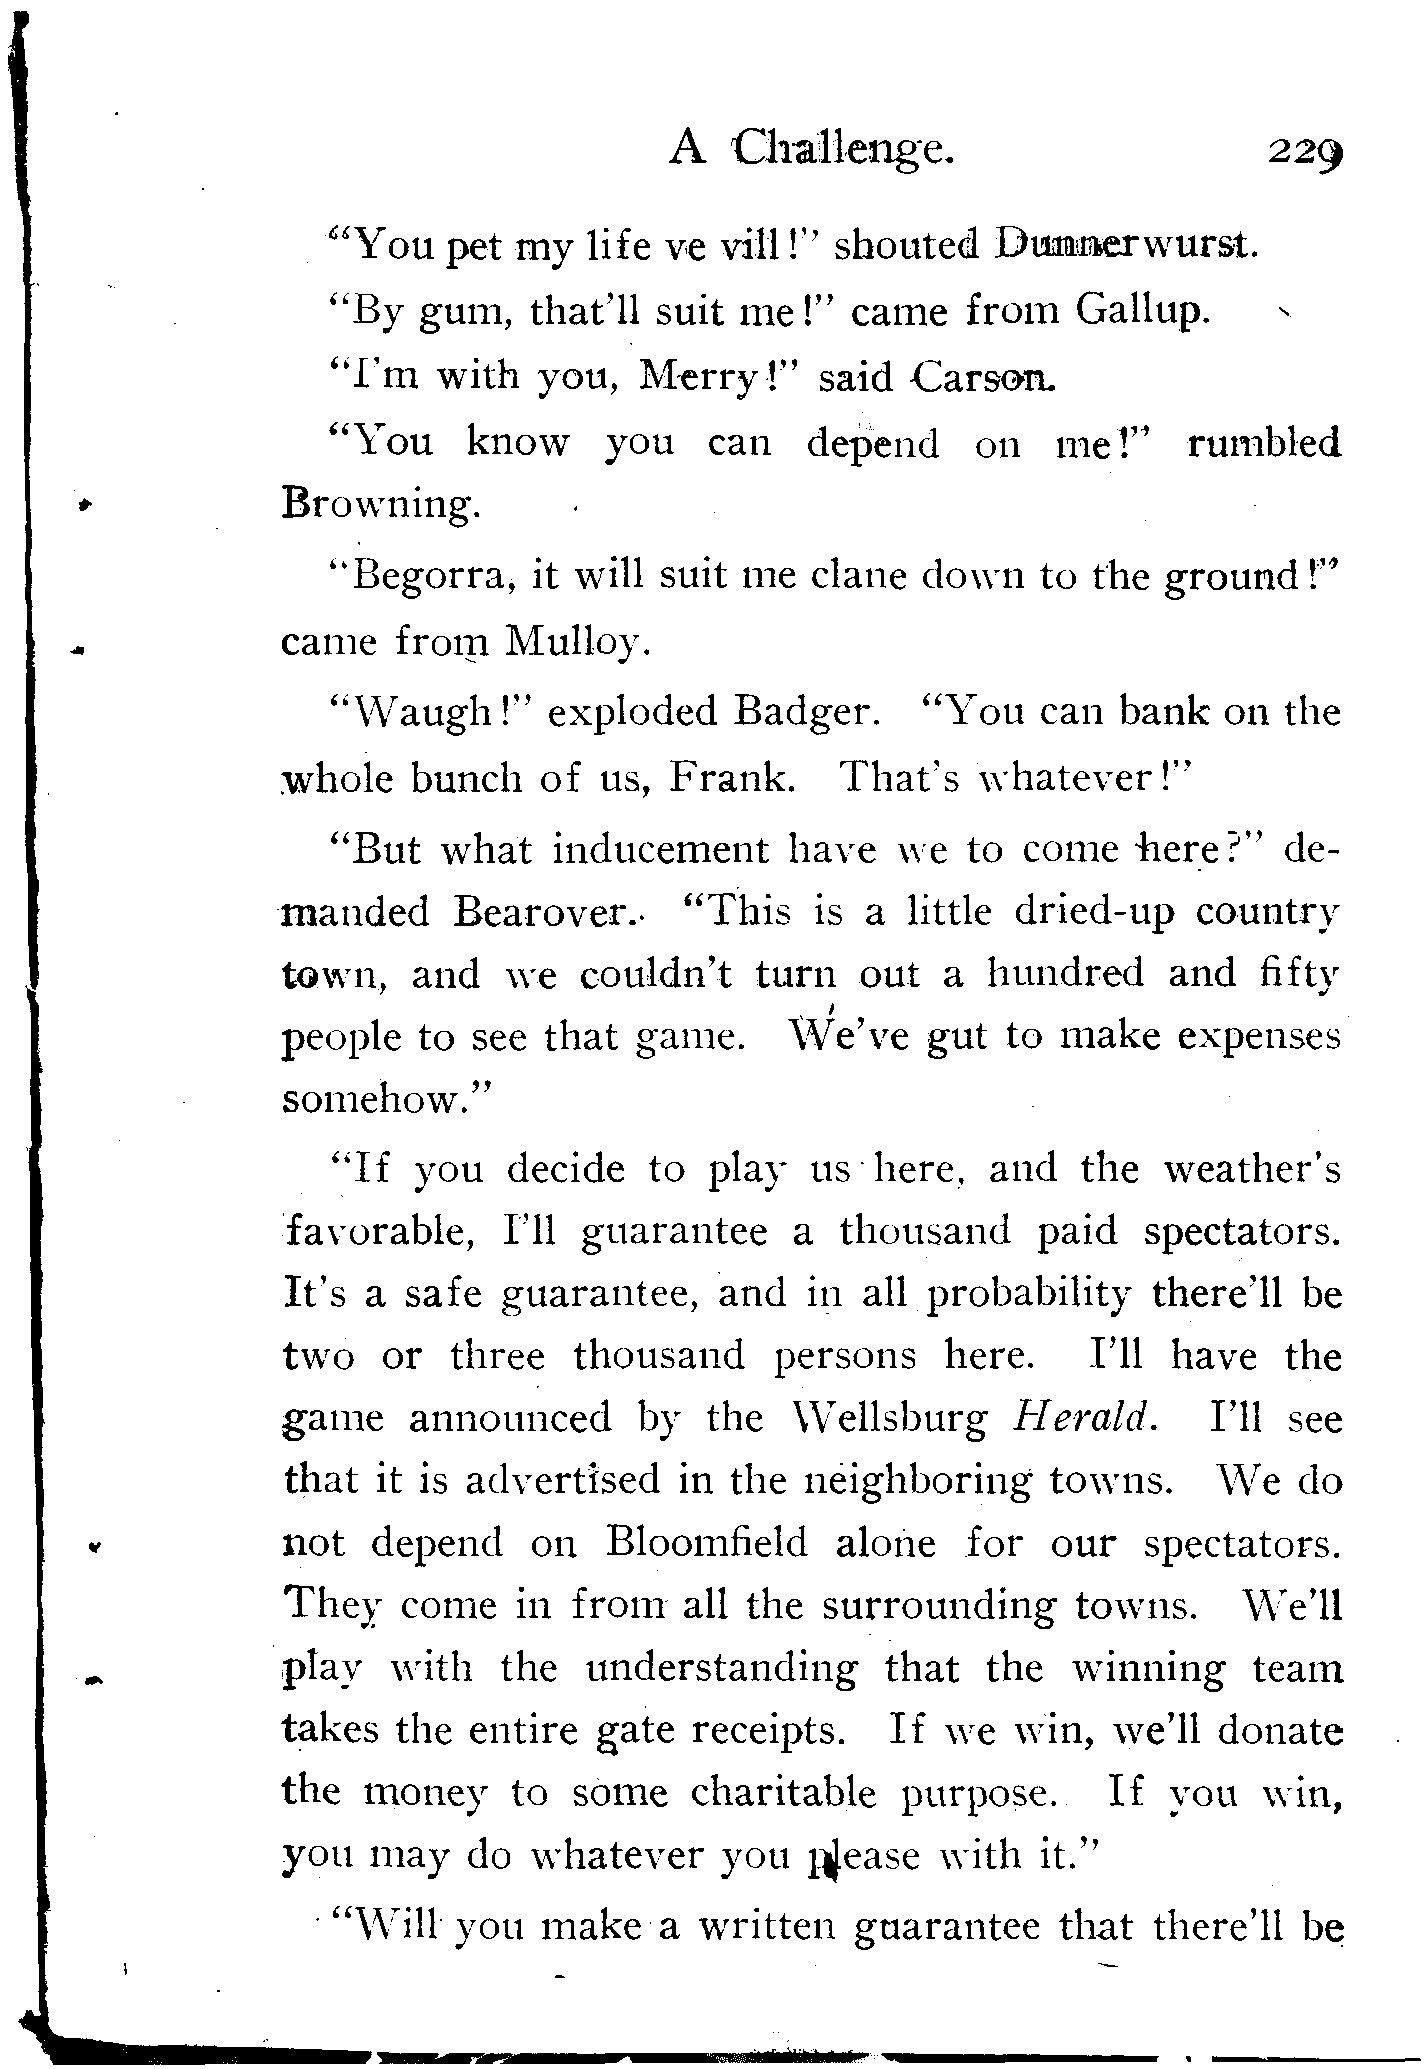 A Challenge. 229
“You pet my life ve vill!” shouted Dunnerwurst.
“By gum, that’ll suit me!” came from Gallup.
“I’m with you, Merry!” said Carson.
“You know you can depend on me!” rumbled
Browning.
“Begorra, it will suit me clane down to the ground!”
came from Mulloy.
“Waugh!” exploded Badger. “You can bank on the
whole bunch of us, Frank. That’s whatever!”
“But what inducement have we to come here?” de-
manded Bearover. “This is a little dried-up country
town, and we couldn’t turn out a hundred and fifty
people to see that game. We’ve gut to make expenses
somehow.”
“If you decide to play us here, and the weather’s
favorable, I’ll guarantee a thousand paid spectators.
It’s a safe guarantee, and in all probability there’ll be
two or three thousand persons here. I’ll have the
game announced by the Wellsburg Herald. I’ll see
that it is advertised in the neighboring towns. We do
not depend on Bloomfield alone for our spectators.
They come in from all the surrounding towns. We’ll
play with the understanding that the winning team
takes the entire gate receipts. If we win, we’ll donate
the money to some charitable purpose. If you win,
you may do whatever you please with it.”
“Will you make a written guarantee that there’ll be